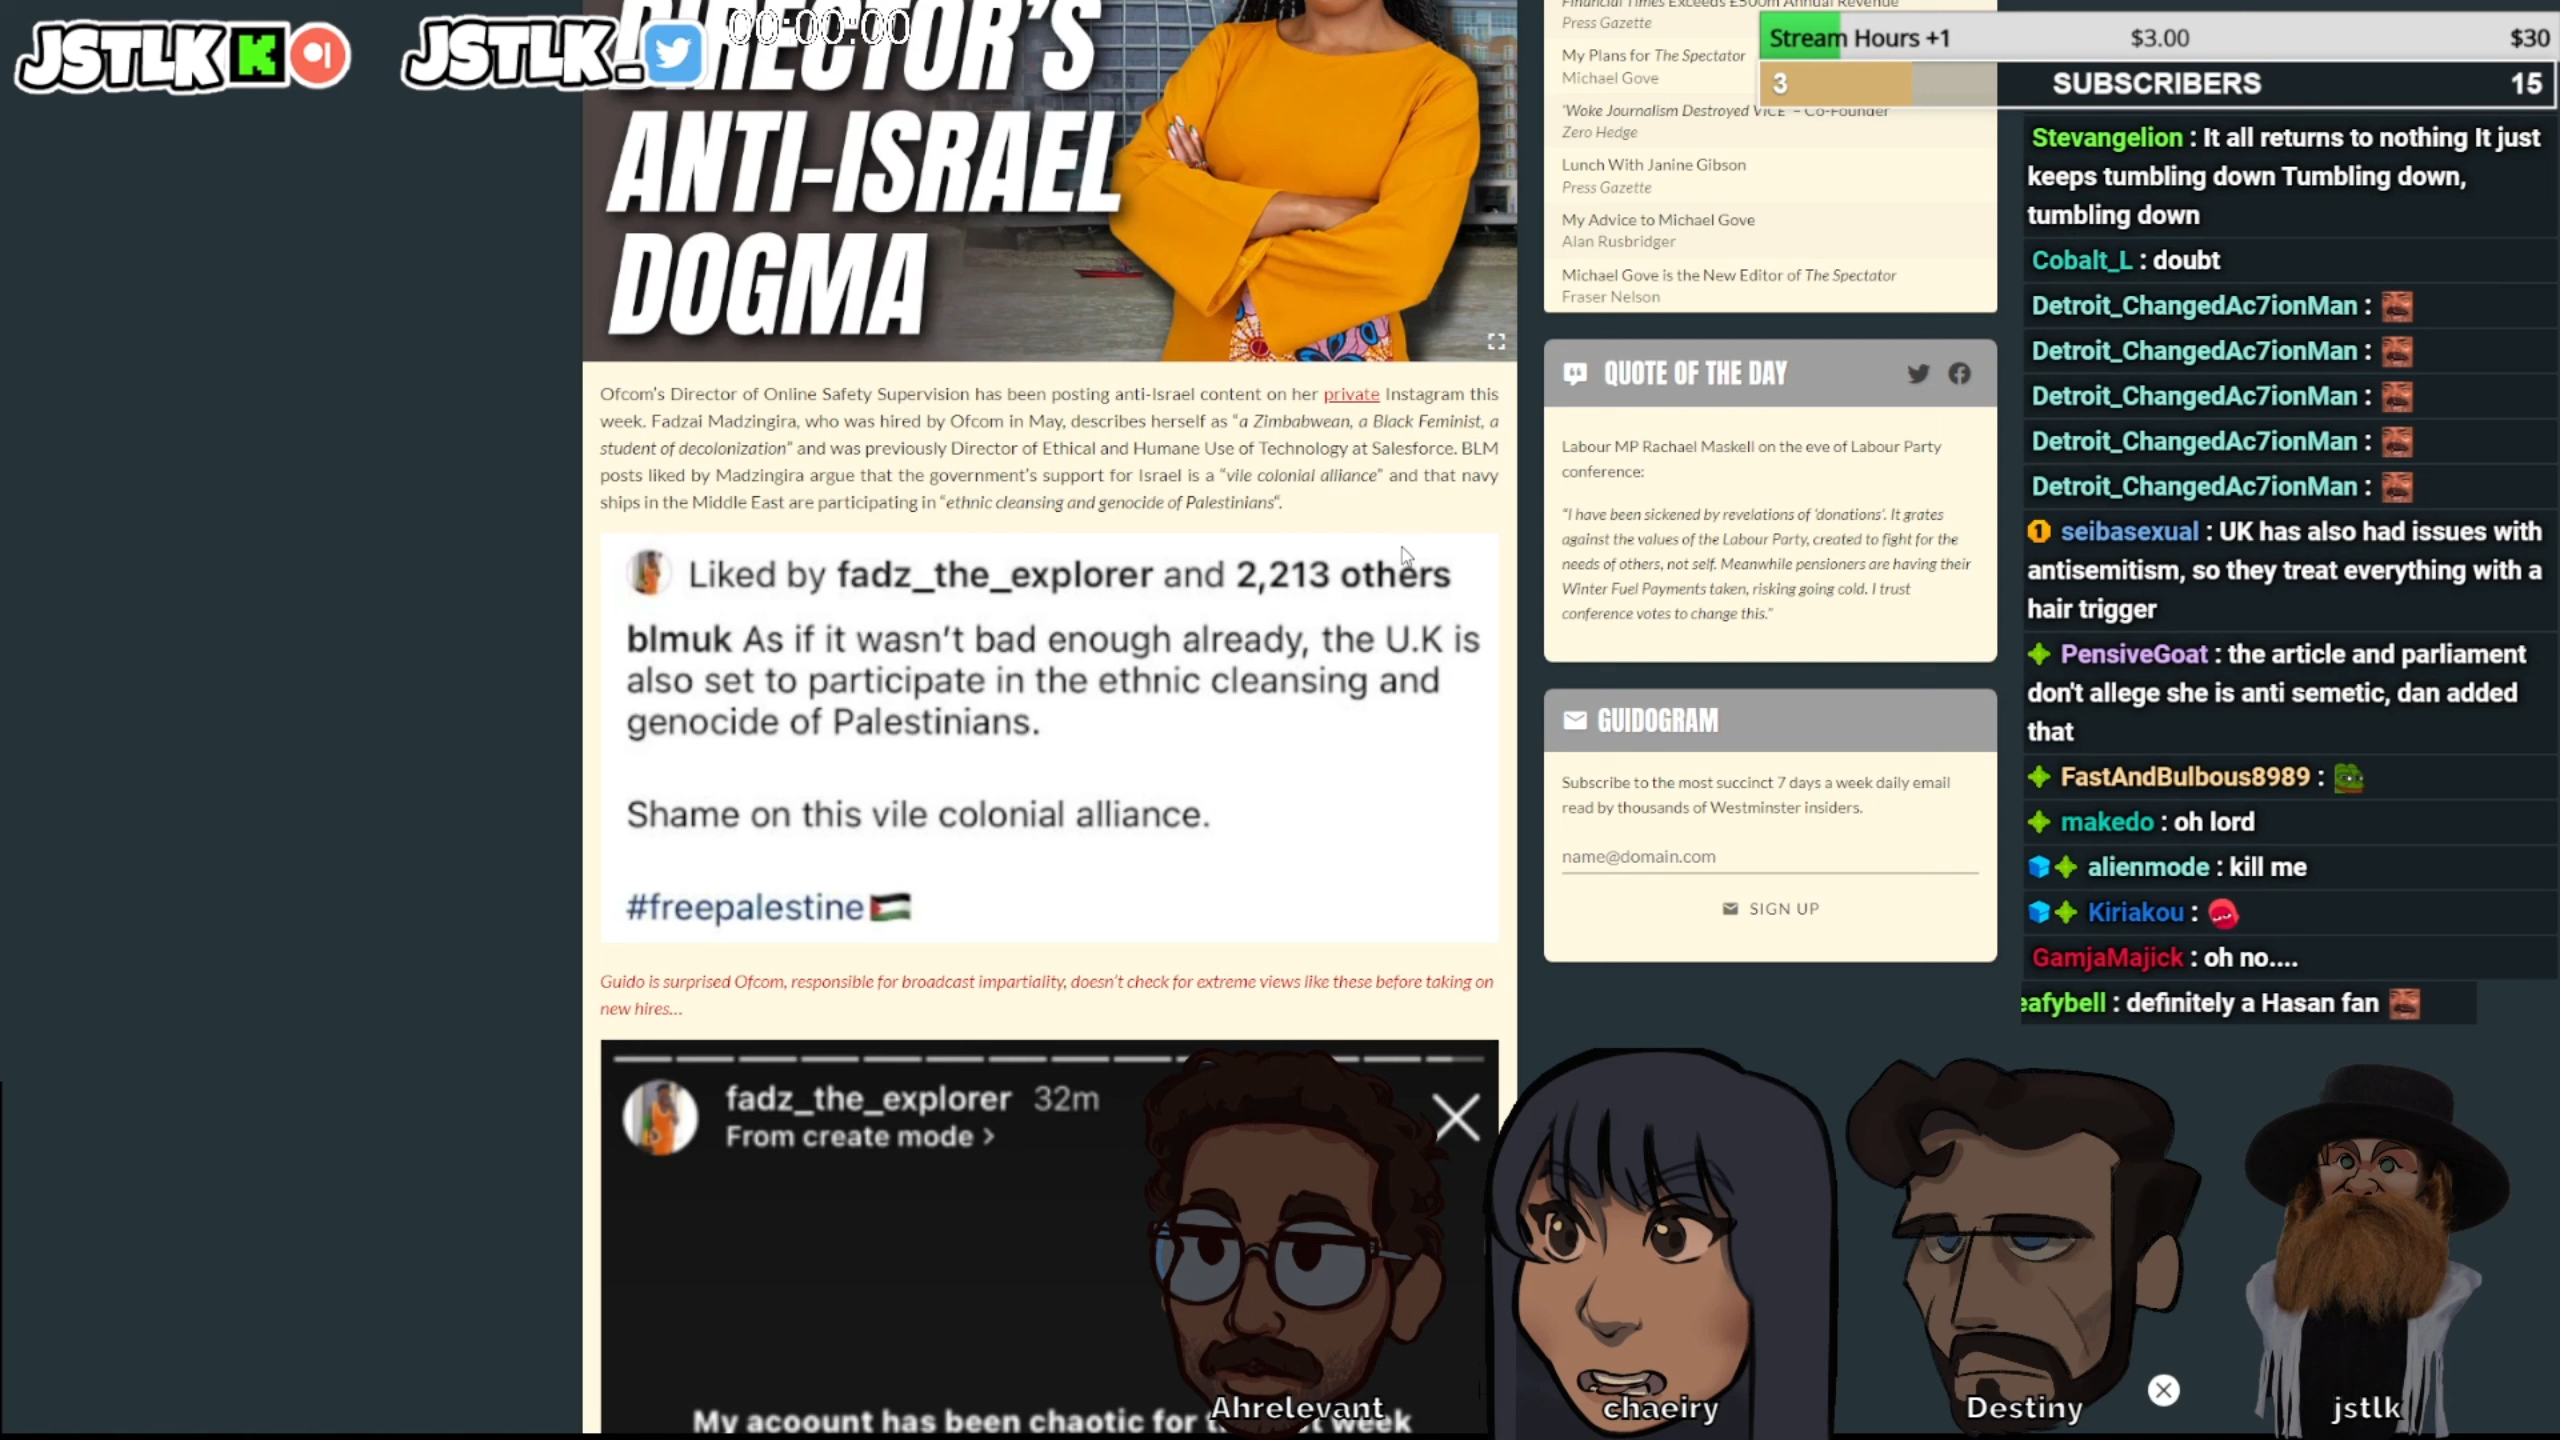 JSTLK K
JSTLK_
00:00:00
DIRECTOR'S
ANTI-ISRAEL
DOGMA
Ofcom's Director of Online Safety Supervision has been posting anti-Israel content on her private Instagram this
week. Fadzai Madzingira, who was hired by Ofcom in May, describes herself as "a Zimbabwean, a Black Feminist, a
student of decolonization" and was previously Director of Ethical and Humane Use of Technology at Salesforce. BLM
posts liked by Madzingira argue that the government's support for Israel is a "vile colonial alliance" and that navy
ships in the Middle East are participating in "ethnic cleansing and genocide of Palestinians".
Liked by fadz_the_explorer and 2,213 others
blmuk As if it wasn't bad enough already, the U.K is
also set to participate in the ethnic cleansing and
genocide of Palestinians.
Shame on this vile colonial alliance.
#freepalestine🇵🇸
Guido is surprised Ofcom, responsible for broadcast impartiality, doesn't check for extreme views like these before taking on
new hires...
fadz_the_explorer 32m
From create mode >
My acoount has been chaotic for week
Financial Times Exceeds £500m Annual Revenue
Press Gazette
My Plans for The Spectator
Michael Gove
'Woke Journalism Destroyed VICE' – Co-Founder
Zero Hedge
Lunch With Janine Gibson
Press Gazette
My Advice to Michael Gove
Alan Rusbridger
Michael Gove is the New Editor of The Spectator
Fraser Nelson
QUOTE OF THE DAY
Labour MP Rachael Maskell on the eve of Labour Party
conference:
"I have been sickened by revelations of 'donations'. It grates
against the values of the Labour Party, created to fight for the
needs of others, not self. Meanwhile pensioners are having their
Winter Fuel Payments taken, risking going cold. I trust
conference votes to change this."
GUIDOGRAM
Subscribe to the most succinct 7 days a week daily email
read by thousands of Westminster insiders.
name@domain.com
SIGN UP
Stream Hours +1 $3.00 $30
3 SUBSCRIBERS 15
Stevangelion : It all returns to nothing It just
keeps tumbling down Tumbling down,
tumbling down
Cobalt_L : doubt
Detroit_ChangedAc7ionMan :
Detroit_ChangedAc7ionMan :
Detroit_ChangedAc7ionMan :
Detroit_ChangedAc7ionMan :
Detroit_ChangedAc7ionMan :
1 seibasexual : UK has also had issues with
antisemitism, so they treat everything with a
hair trigger
PensiveGoat : the article and parliament
don't allege she is anti semetic, dan added
that
FastAndBulbous8989 :
makedo : oh lord
alienmode : kill me
Kiriakou :
GamjaMajick : oh no....
eafybell : definitely a Hasan fan
Ahrelevant
chaeiry
Destiny
jstlk